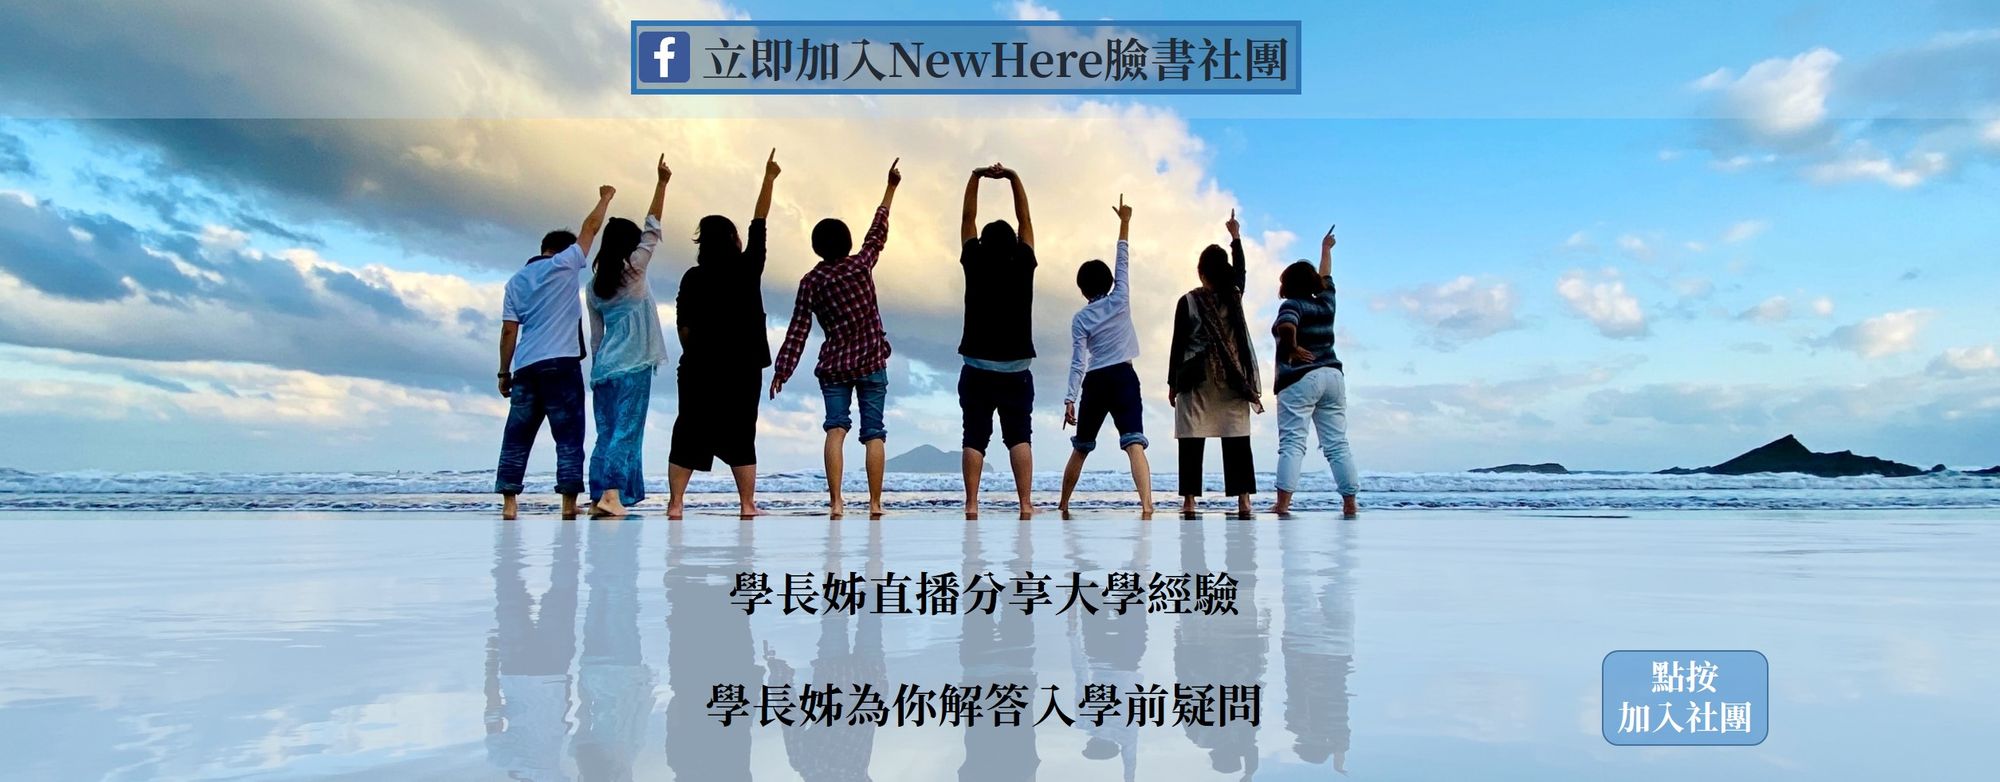 立即加入NewHere臉書社團
學長姊直播分享大學經驗
學長姊為你解答入學前疑問
點按
加入社團